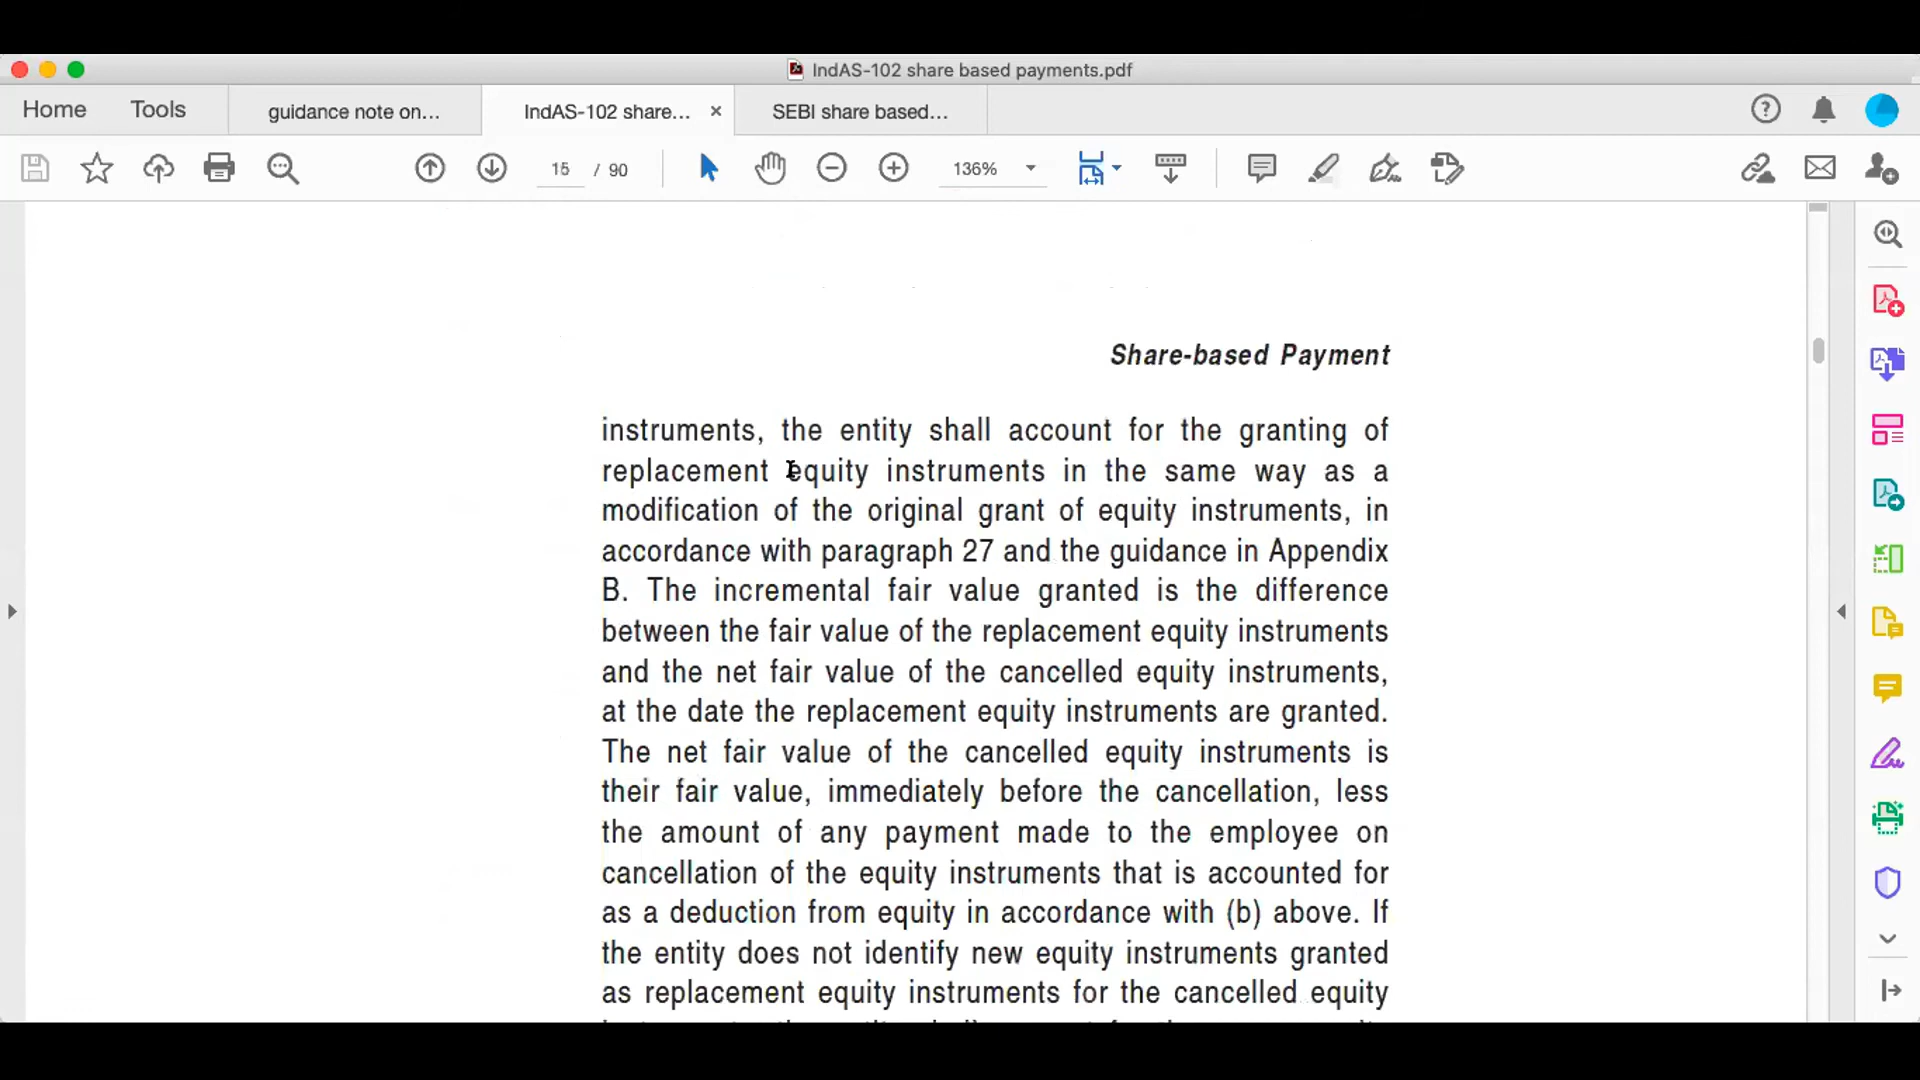 IndAS-102 share based payments.pdf
Home Tools guidance note on... IndAS-102 share... × SEBI share based...
15 / 90 136%
Share-based Payment
instruments, the entity shall account for the granting of
replacement equity instruments in the same way as a
modification of the original grant of equity instruments, in
accordance with paragraph 27 and the guidance in Appendix
B. The incremental fair value granted is the difference
between the fair value of the replacement equity instruments
and the net fair value of the cancelled equity instruments,
at the date the replacement equity instruments are granted.
The net fair value of the cancelled equity instruments is
their fair value, immediately before the cancellation, less
the amount of any payment made to the employee on
cancellation of the equity instruments that is accounted for
as a deduction from equity in accordance with (b) above. If
the entity does not identify new equity instruments granted
as replacement equity instruments for the cancelled equity